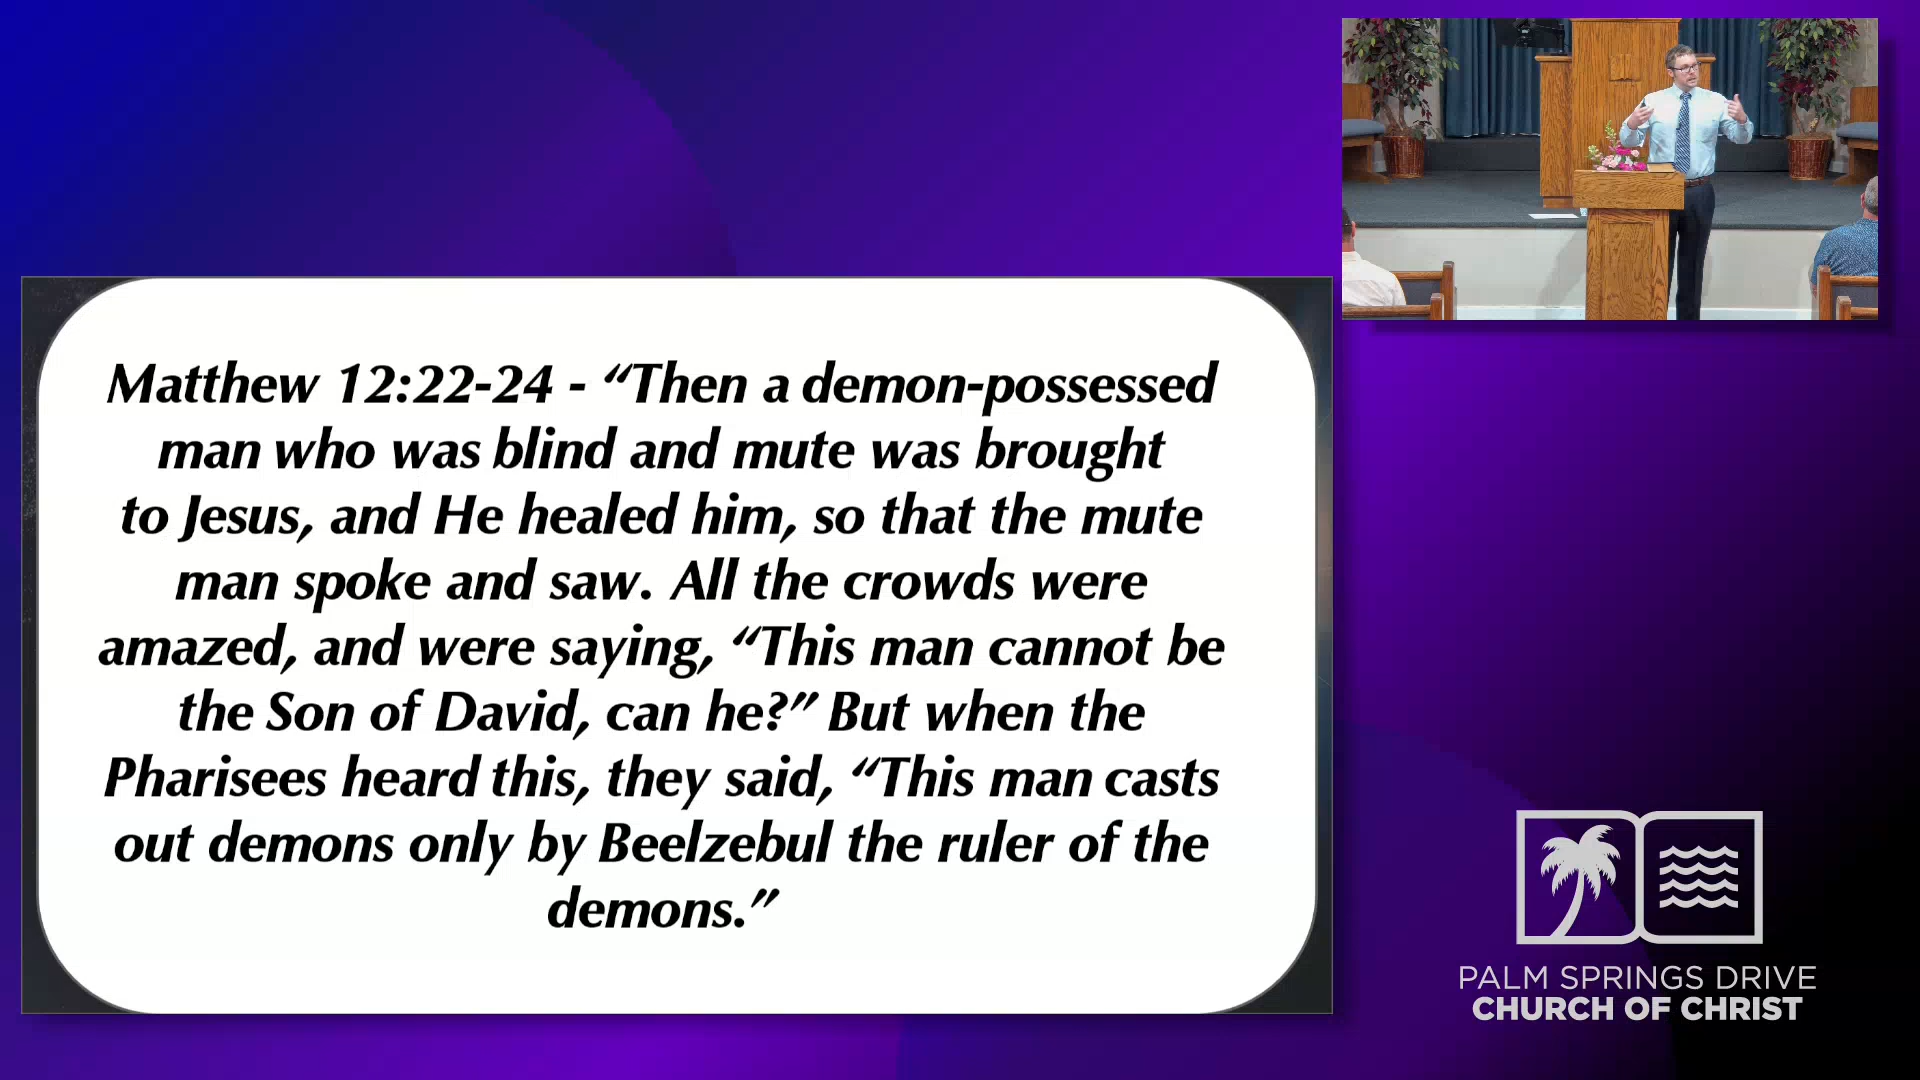 Matthew 12:22-24 - “Then a demon-possessed
man who was blind and mute was brought
to Jesus, and He healed him, so that the mute
man spoke and saw. All the crowds were
amazed, and were saying, “This man cannot be
the Son of David, can he?” But when the
Pharisees heard this, they said, “This man casts
out demons only by Beelzebul the ruler of the
demons.”
PALM SPRINGS DRIVE
CHURCH OF CHRIST